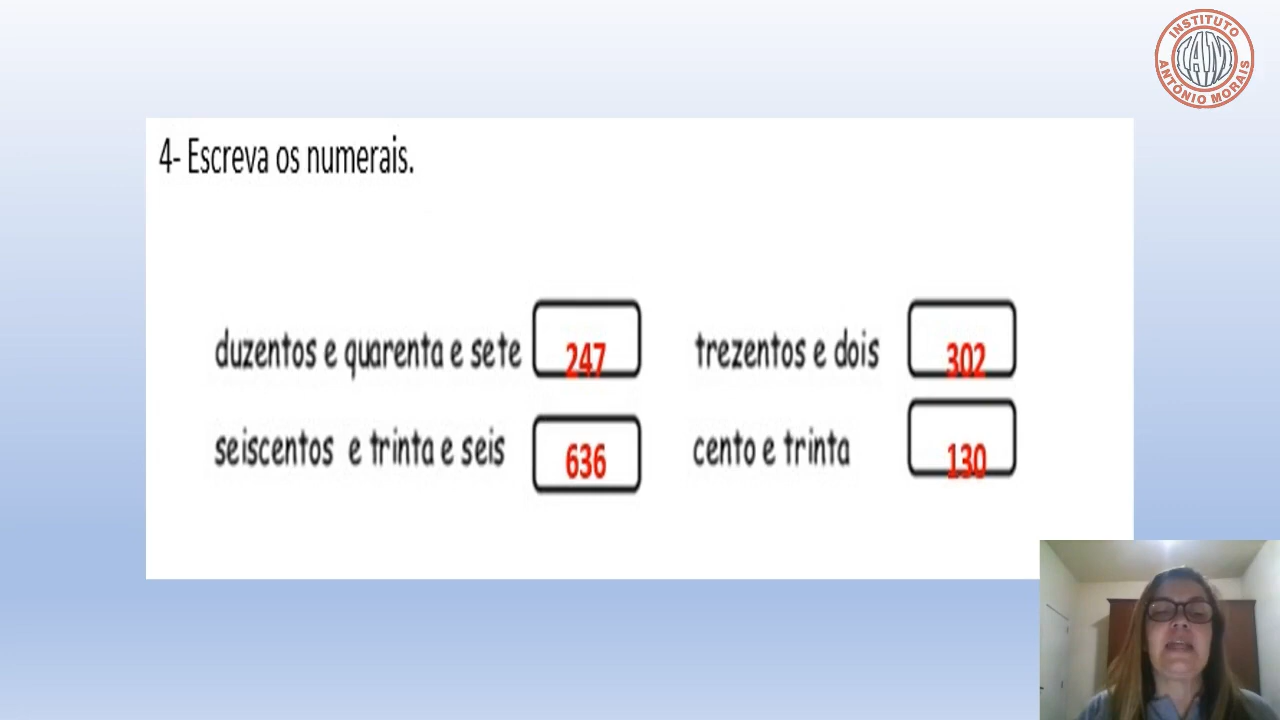 INSTITUTO
IAM
ANTÔNIO MORAIS
4- Escreva os numerais.
duzentos e quarenta e sete 247 trezentos e dois 302
seiscentos e trinta e seis 636 cento e trinta 130